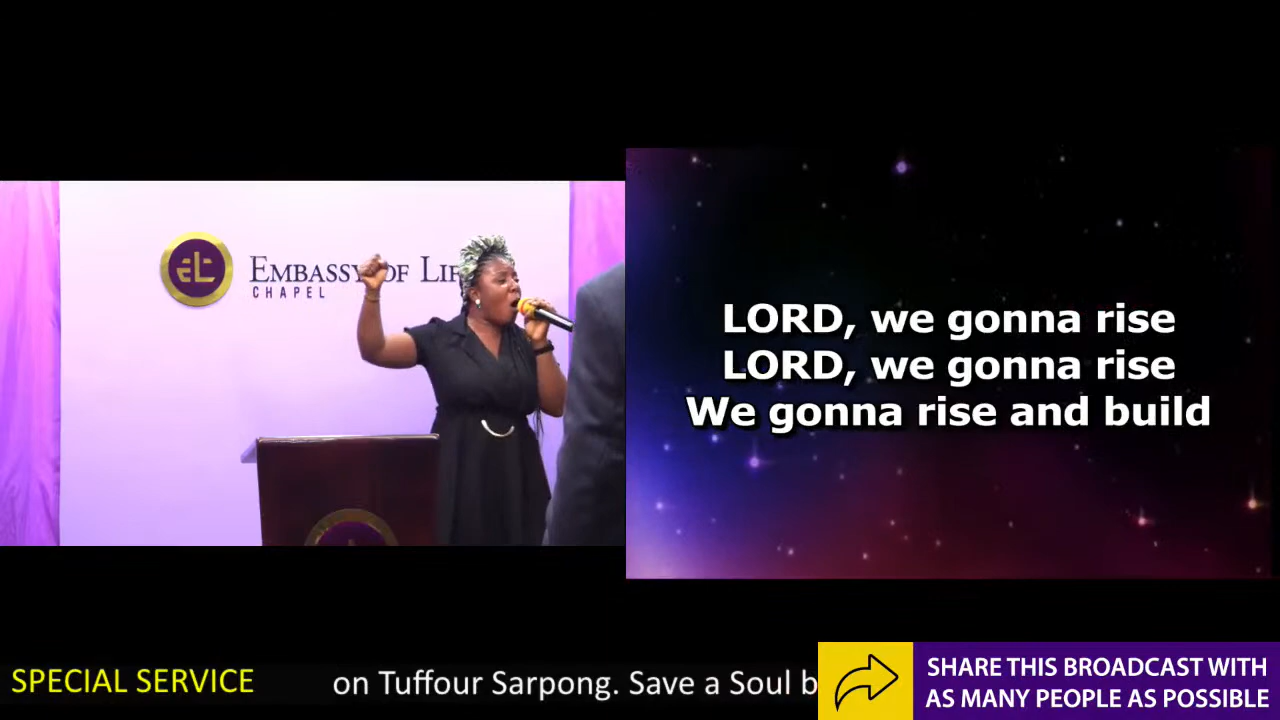 EMBASSY OF LIF
CHAPEL
LORD, we gonna rise
LORD, we gonna rise
We gonna rise and build
SPECIAL SERVICE
on Tuffour Sarpong. Save a Soul b
SHARE THIS BROADCAST WITH
AS MANY PEOPLE AS POSSIBLE